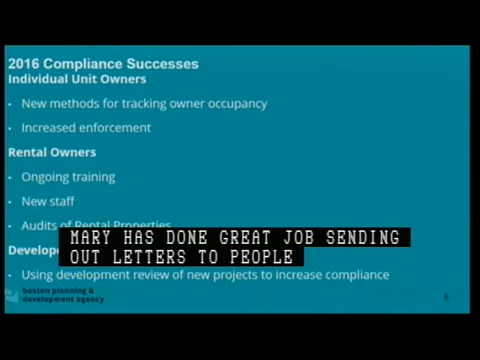 2016 Compliance Successes
Individual Unit Owners
• New methods for tracking owner occupancy
• Increased enforcement
Rental Owners
• Ongoing training
• New staff
• Audits of Rental Properties
MARY HAS DONE GREAT JOB SENDING
Develope
OUT LETTERS TO PEOPLE
• Using development review of new projects to increase compliance
boston planning &
development agency